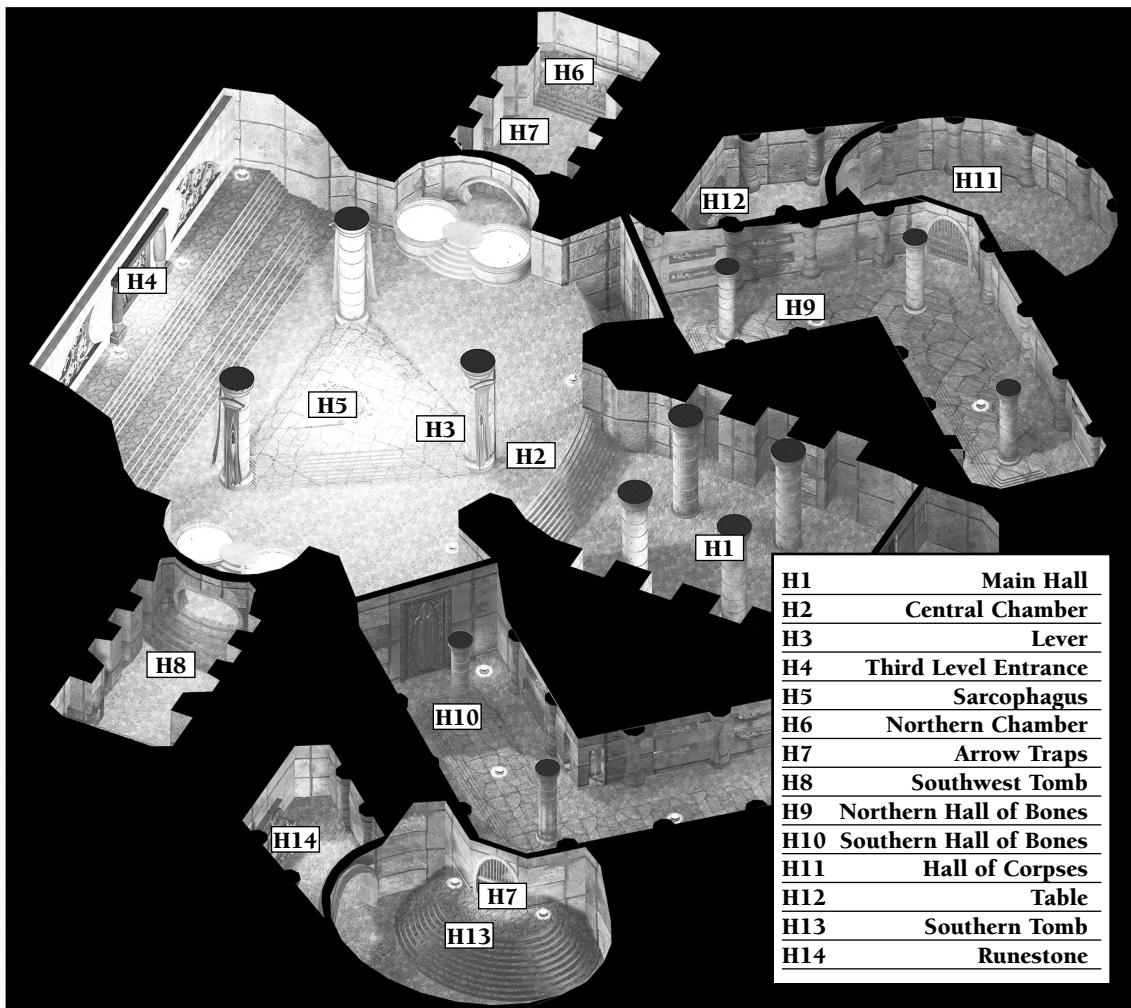 H6
H7
H12
H11
H4
H9
H5
H3
H2
H1
H8
H10
H14
H7
H13
H1 Main Hall
H2 Central Chamber
H3 Lever
H4 Third Level Entrance
H5 Sarcophagus
H6 Northern Chamber
H7 Arrow Traps
H8 Southwest Tomb
H9 Northern Hall of Bones
H10 Southern Hall of Bones
H11 Hall of Corpses
H12 Table
H13 Southern Tomb
H14 Runestone